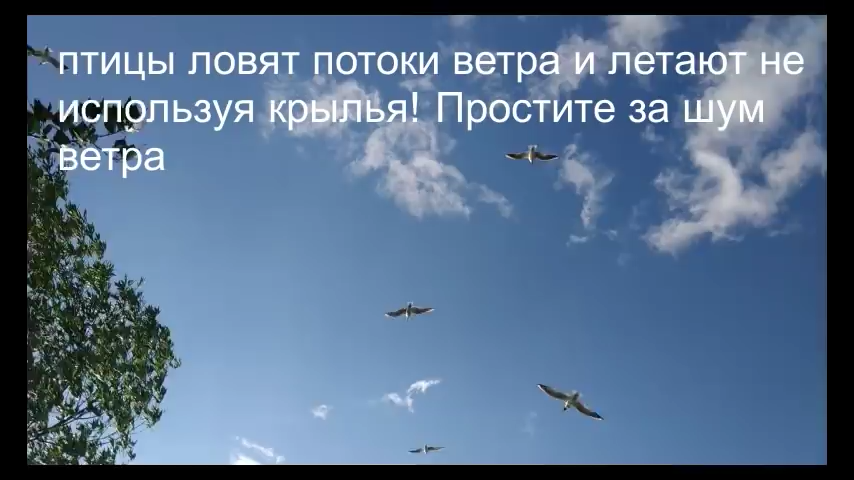 птицы ловят потоки ветра и летают не
используя крылья! Простите за шум
ветра